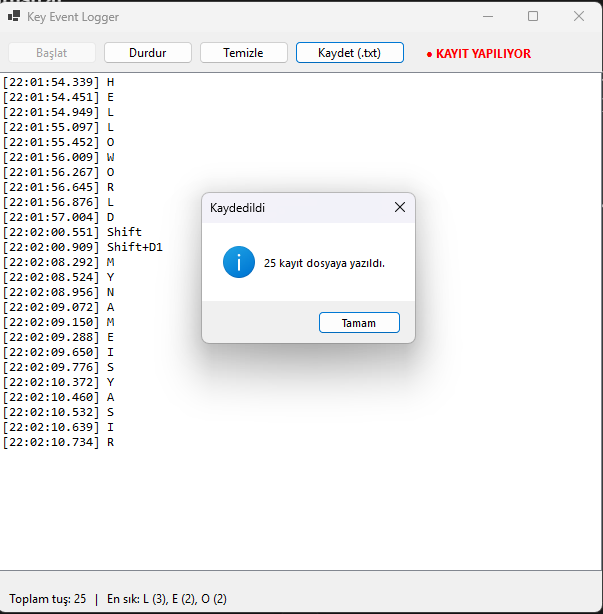 Key Event Logger
Başlat Durdur Temizle Kaydet (.txt) ● KAYIT YAPILIYOR
[22:01:54.339] H
[22:01:54.451] E
[22:01:54.949] L
[22:01:55.097] L
[22:01:55.452] O
[22:01:56.009] W
[22:01:56.267] O
[22:01:56.645] R
[22:01:56.876] L
[22:01:57.004] D
[22:02:00.551] Shift
[22:02:00.909] Shift+D1
[22:02:08.292] M
[22:02:08.524] Y
[22:02:08.956] N
[22:02:09.072] A
[22:02:09.150] M
[22:02:09.288] E
[22:02:09.650] I
[22:02:09.776] S
[22:02:10.372] Y
[22:02:10.460] A
[22:02:10.532] S
[22:02:10.639] I
[22:02:10.734] R
Kaydedildi
25 kayıt dosyaya yazıldı.
Tamam
Toplam tuş: 25 | En sık: L (3), E (2), O (2)